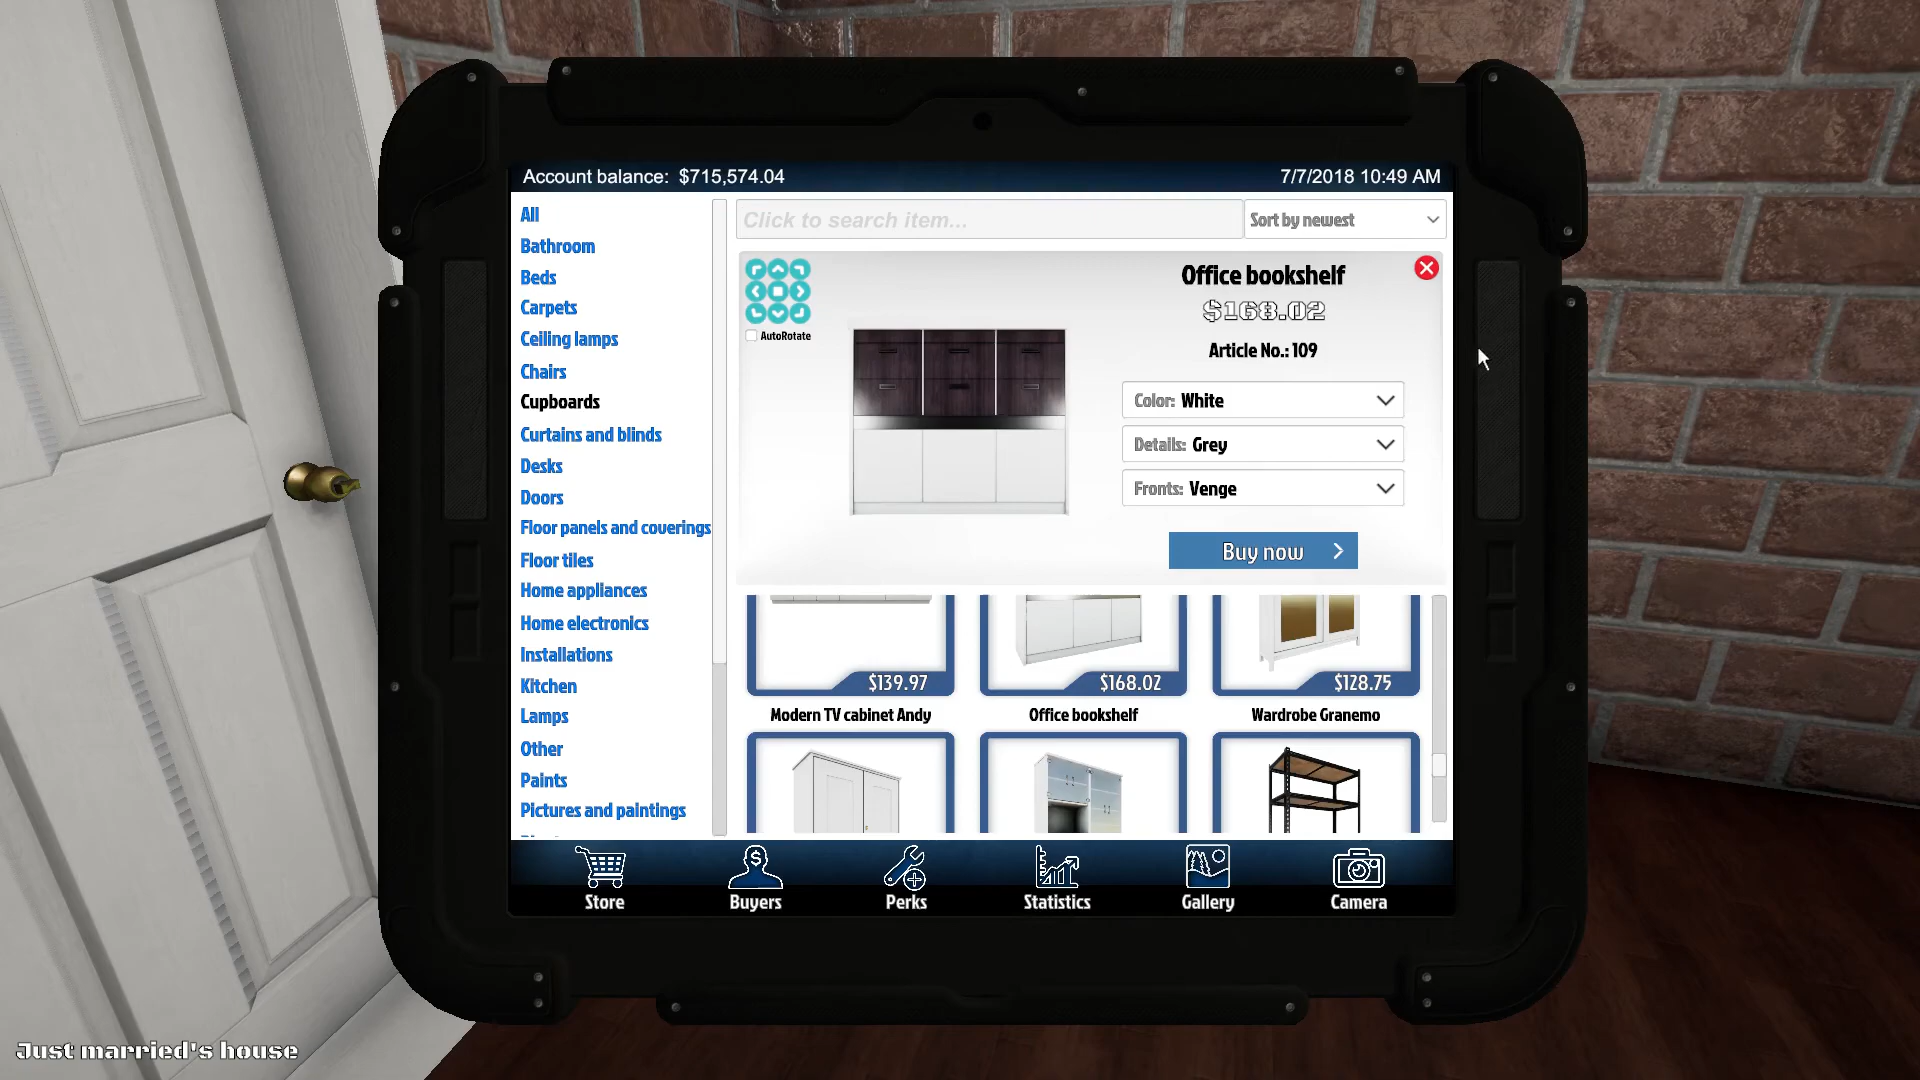 Account balance: $715,574.04
7/7/2018 10:49 AM
All
Bathroom
Beds
Carpets
Ceiling lamps
Chairs
Cupboards
Curtains and blinds
Desks
Doors
Floor panels and coverings
Floor tiles
Home appliances
Home electronics
Installations
Kitchen
Lamps
Other
Paints
Pictures and paintings
Click to search item...
Sort by newest
AutoRotate
Office bookshelf
$168.02
Article No.: 109
Color: White
Details: Grey
Fronts: Venge
Buy now
$139.97
$168.02
$128.75
Modern TV cabinet Andy
Office bookshelf
Wardrobe Granemo
Store
Buyers
Perks
Statistics
Gallery
Camera
Just married's house